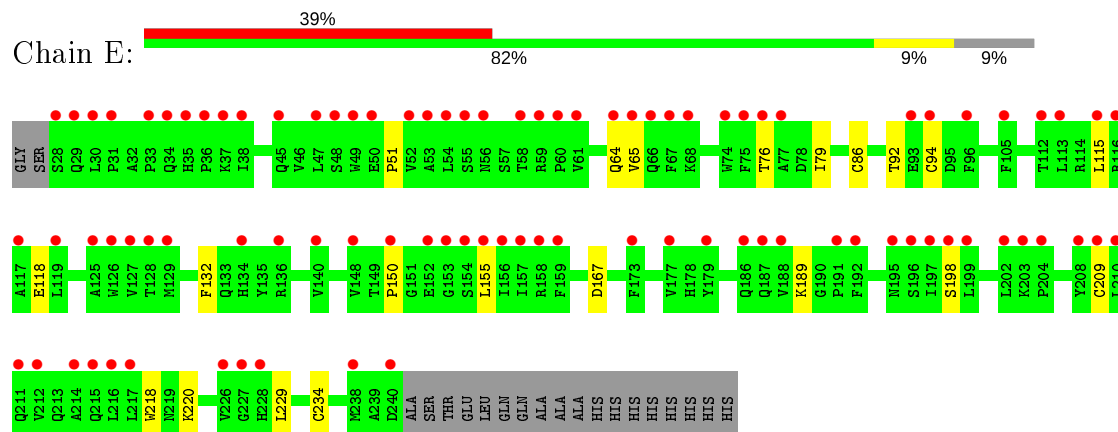 39%
Chain E:
82% 9% 9%
GLY SER S28 Q29 L30 P31 A32 P33 Q34 H35 P36 K37 I38 Q45 V46 L47 S48 W49 E50 P51 V52 A53 L54 S55 N56 S57 T58 R59 P60 V61 Q64 V65 Q66 F67 K68 W74 F75 T76 A77 D78 I79 C86 T92 E93 C94 D95 F96 F105 T112 L113 R114 L115 R116
A117 E118 L119 A125 W126 V127 T128 M129 F132 Q133 H134 Y135 R136 V140 V148 T149 P150 G151 E152 G153 S154 L155 I156 I157 R158 F159 D167 F173 V177 H178 Y179 Q186 Q187 V188 K189 G190 P191 F192 N195 S196 I197 S198 L199 L202 K203 P204 Y208 C209 L210
Q211 V212 Q213 A214 Q215 L216 L217 W218 N219 K220 V226 G227 H228 L229 C234 M238 A239 D240 ALA SER THR GLU LEU GLN GLN ALA ALA ALA HIS HIS HIS HIS HIS HIS HIS HIS